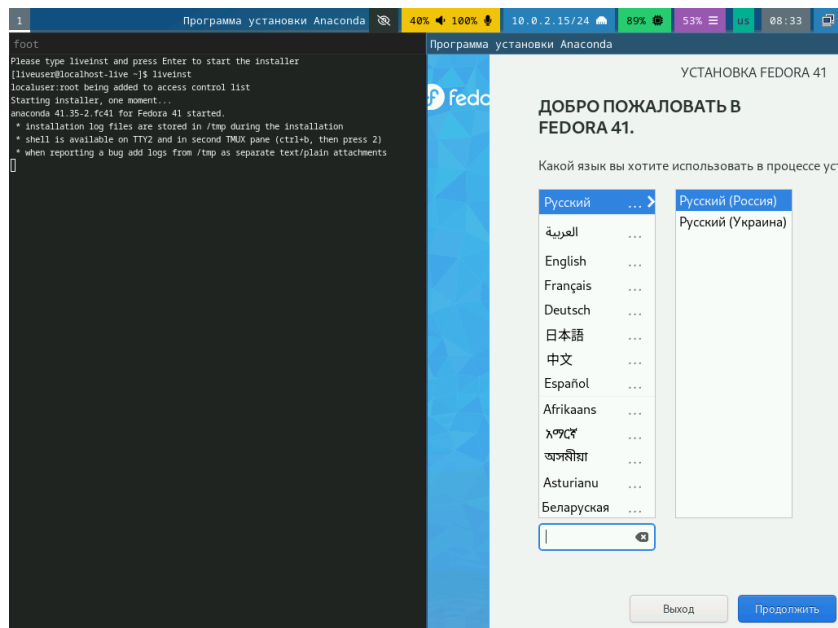 1 Программа установки Anaconda 40% 100% 10.0.2.15/24 89% 53% us 08:33
foot
Please type liveinst and press Enter to start the installer
[liveuser@localhost-live ~]$ liveinst
localuser:root being added to access control list
Starting installer, one moment...
anaconda 41.35-2.fc41 for Fedora 41 started.
* installation log files are stored in /tmp during the installation
* shell is available on TTY2 and in second TMUX pane (ctrl+b, then press 2)
* when reporting a bug add logs from /tmp as separate text/plain attachments
Программа установки Anaconda
fedo
УСТАНОВКА FEDORA 41
ДОБРО ПОЖАЛОВАТЬ В
FEDORA 41.
Какой язык вы хотите использовать в процессе уст
Русский ...
العربية ...
English ...
Français ...
Deutsch ...
日本語 ...
中文 ...
Español ...
Afrikaans ...
አማርኛ ...
অসমীয়া ...
Asturianu ...
Беларуская ...
Русский (Россия)
Русский (Украина)
Выход
Продолжить